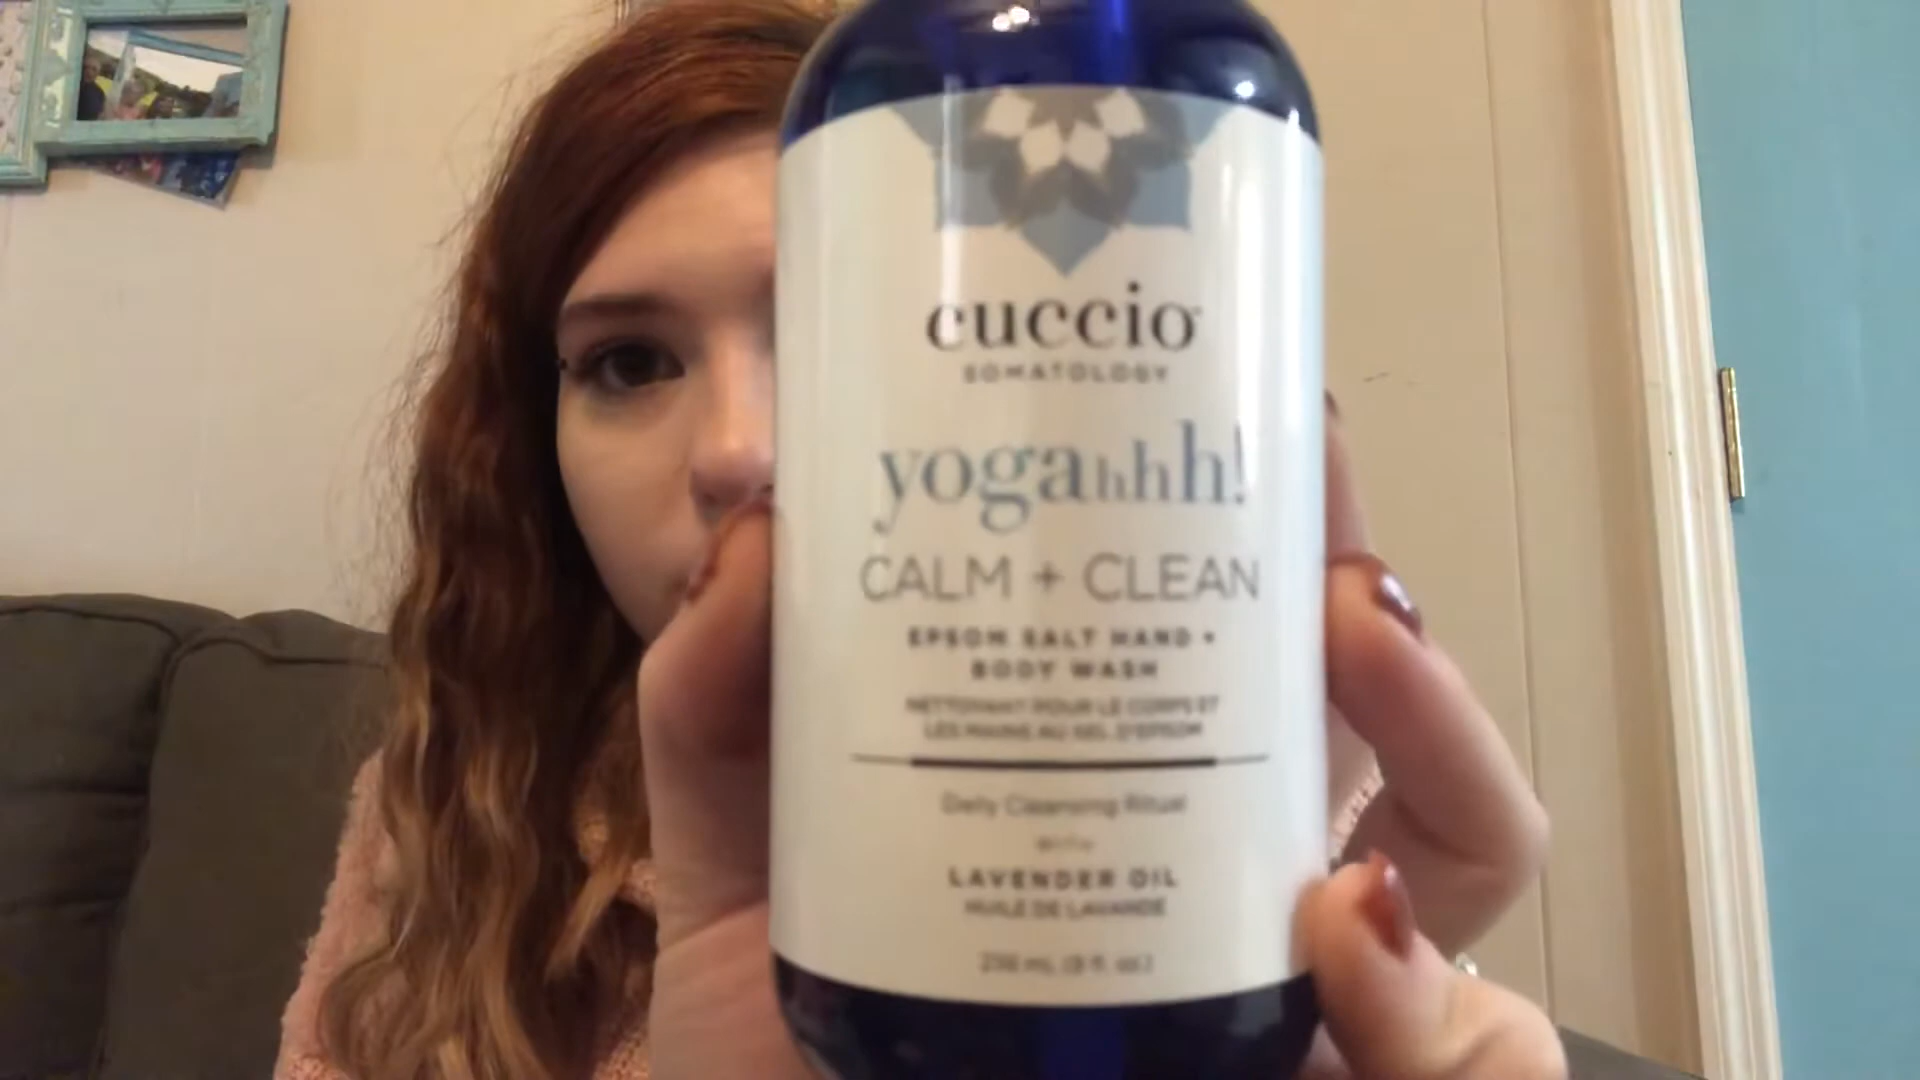 cuccio
SOMATOLOGY
yogahhh!
CALM + CLEAN
EPSOM SALT HAND +
BODY WASH
NETTOYANT POUR LE CORPS ET
LES MAINS AU SEL D'EPSOM
Daily Cleansing Ritual
with
LAVENDER OIL
HUILE DE LAVANDE